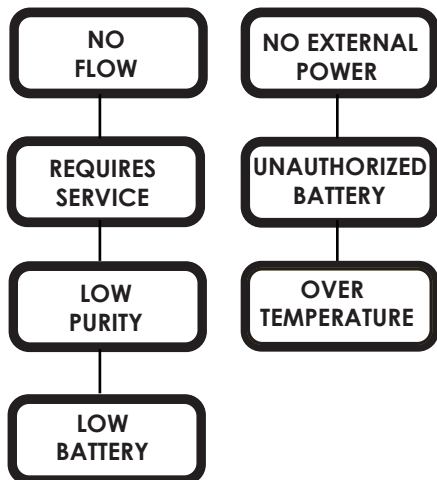 NO
FLOW
REQUIRES
SERVICE
LOW
PURITY
LOW
BATTERY
NO EXTERNAL
POWER
UNAUTHORIZED
BATTERY
OVER
TEMPERATURE